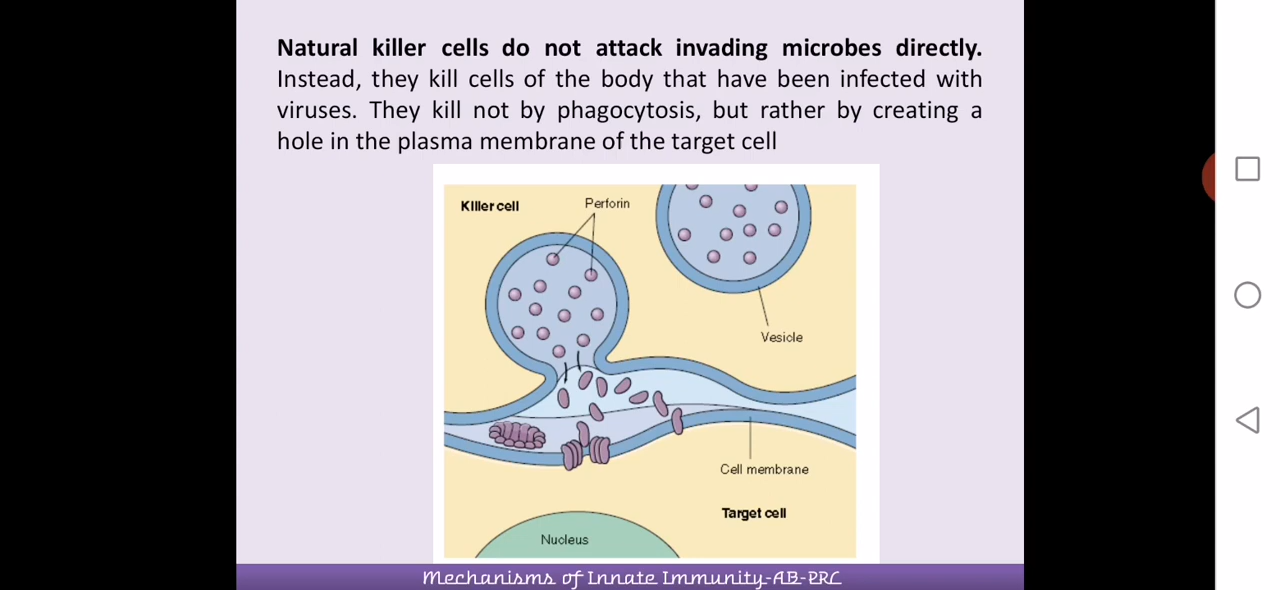 Natural killer cells do not attack invading microbes directly.
Instead, they kill cells of the body that have been infected with
viruses. They kill not by phagocytosis, but rather by creating a
hole in the plasma membrane of the target cell
Killer cell
Perforin
Vesicle
Cell membrane
Target cell
Nucleus
Mechanisms of Innate Immunity-AB-PRC